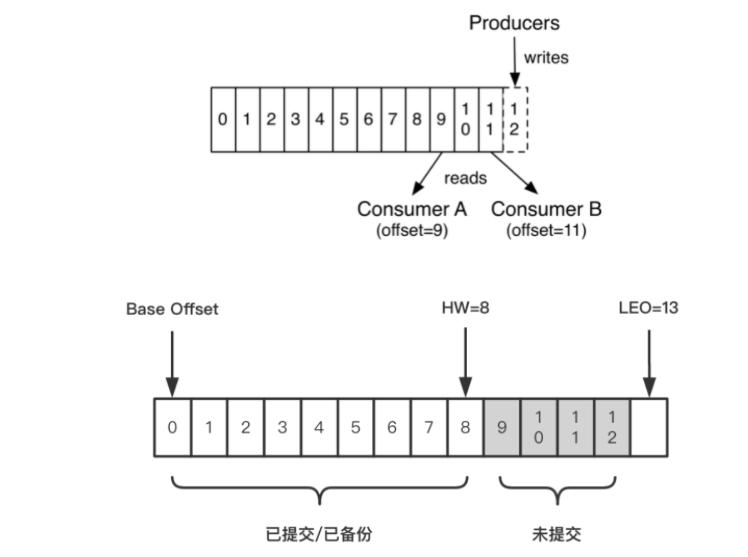 Producers
writes
0 1 2 3 4 5 6 7 8 9 10 11 12
reads
Consumer A Consumer B
(offset=9) (offset=11)
Base Offset HW=8 LEO=13
0 1 2 3 4 5 6 7 8 9 10 11 12
已提交/已备份 未提交